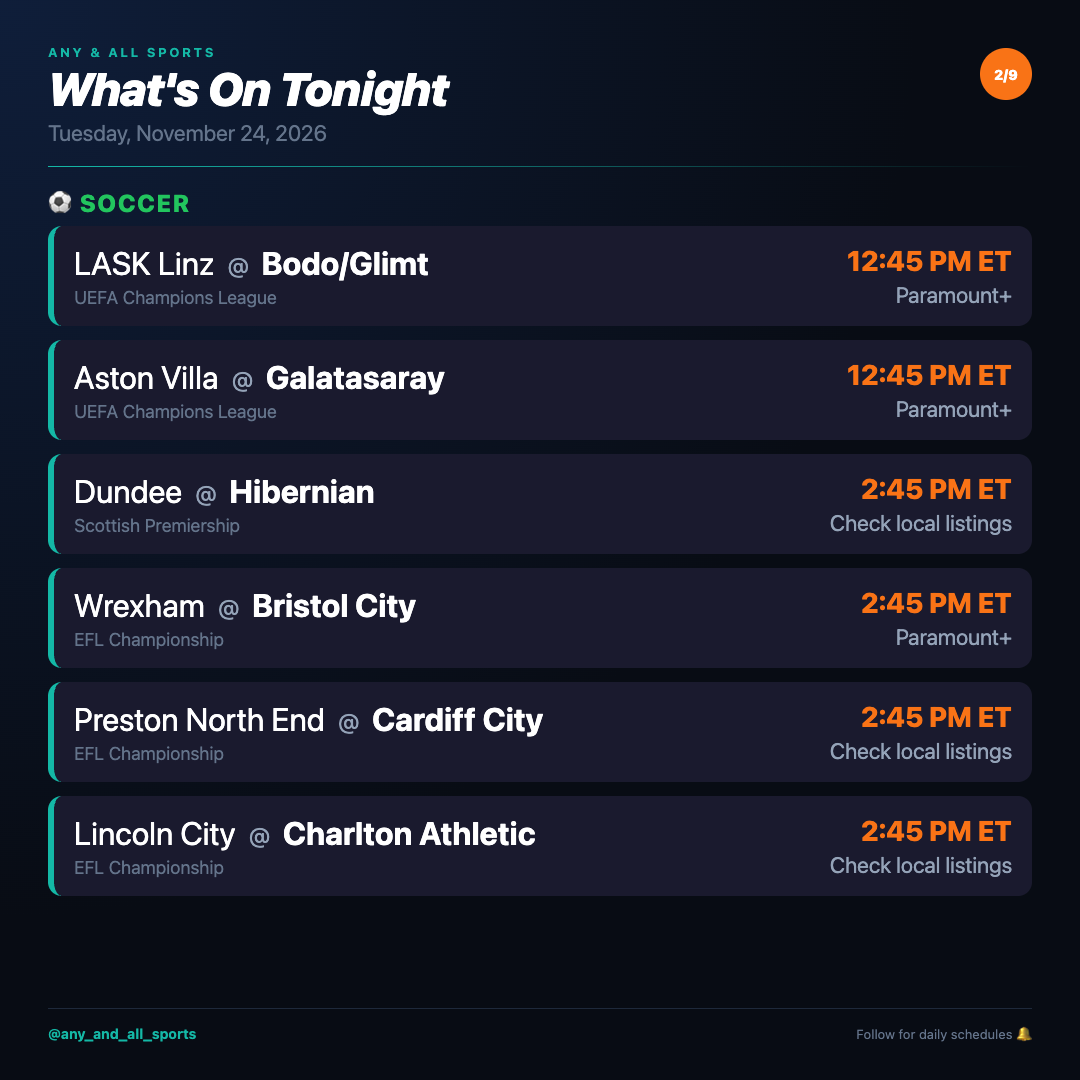 ANY & ALL SPORTS
What's On Tonight
2/9
Tuesday, November 24, 2026
⚽ SOCCER
LASK Linz @ Bodo/Glimt
12:45 PM ET
UEFA Champions League
Paramount+
Aston Villa @ Galatasaray
12:45 PM ET
UEFA Champions League
Paramount+
Dundee @ Hibernian
2:45 PM ET
Scottish Premiership
Check local listings
Wrexham @ Bristol City
2:45 PM ET
EFL Championship
Paramount+
Preston North End @ Cardiff City
2:45 PM ET
EFL Championship
Check local listings
Lincoln City @ Charlton Athletic
2:45 PM ET
EFL Championship
Check local listings
@any_and_all_sports
Follow for daily schedules 🔔